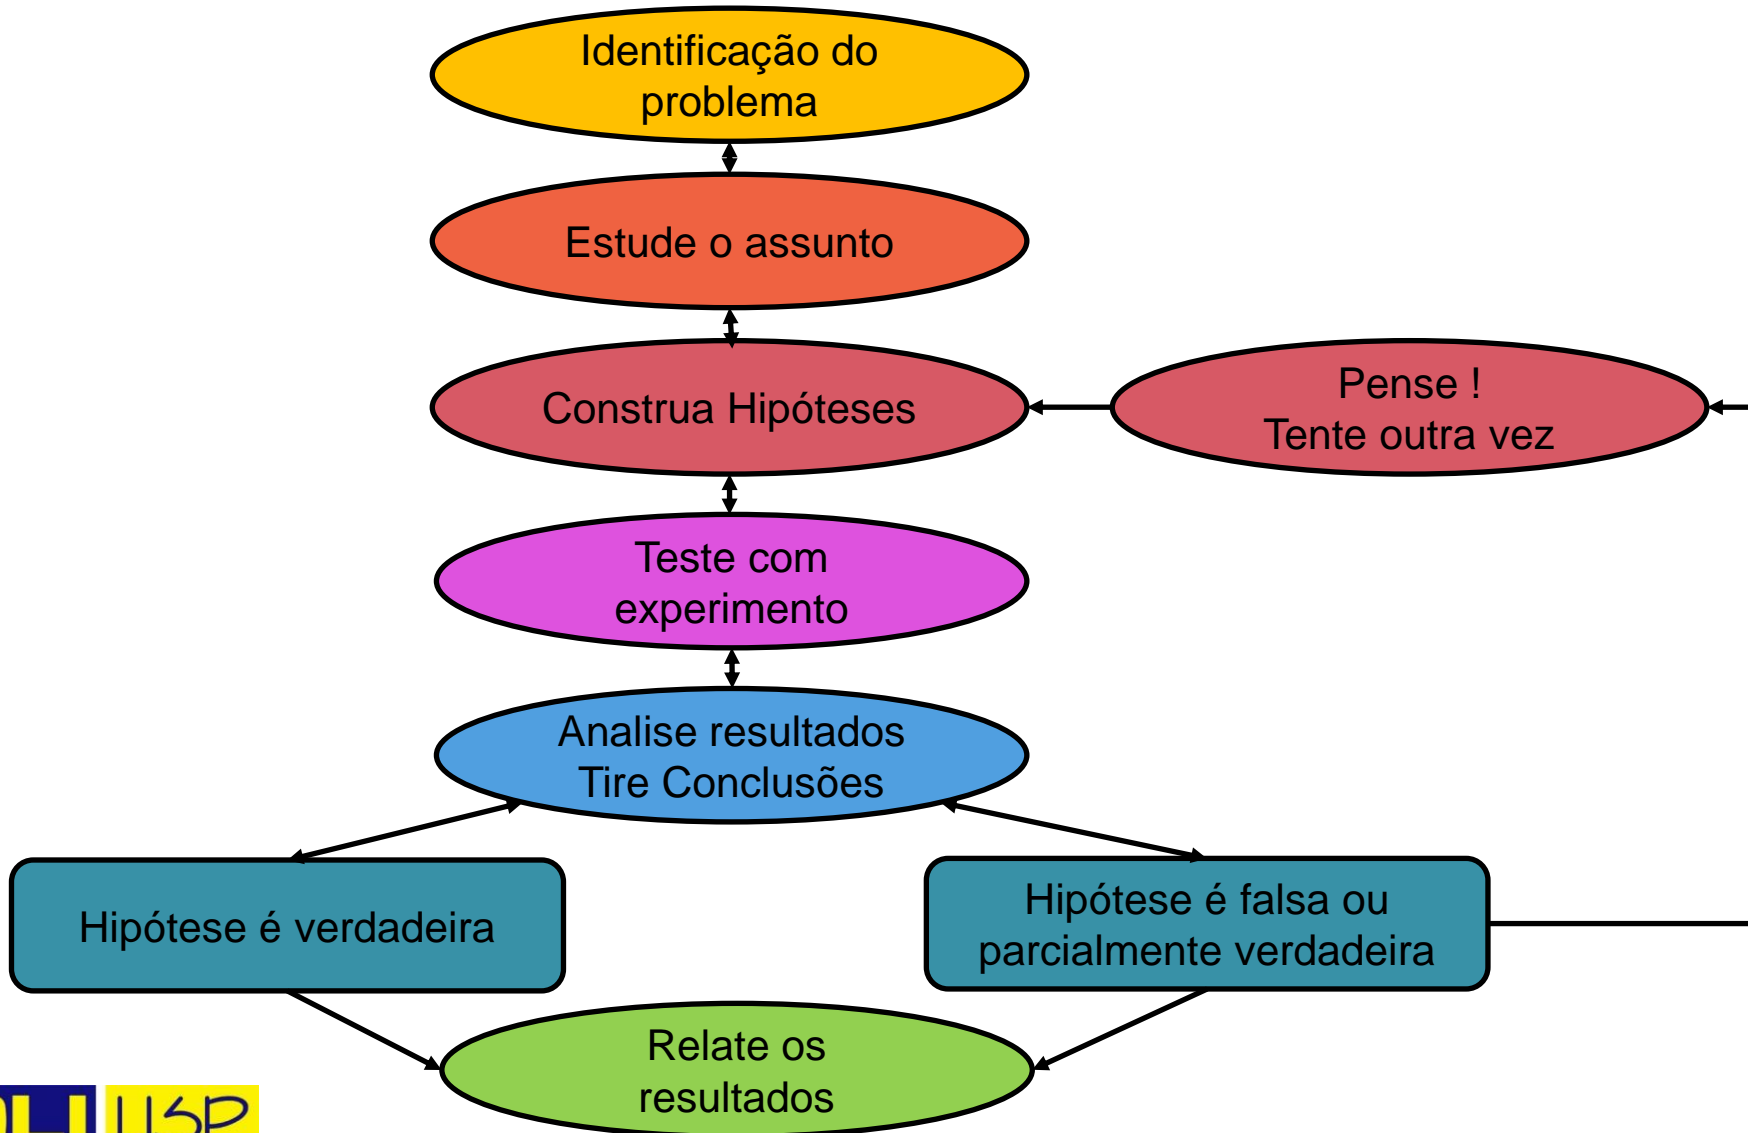 Identificação do
problema
Estude o assunto
Construa Hipóteses
Pense !
Tente outra vez
Teste com
experimento
Analise resultados
Tire Conclusões
Hipótese é verdadeira
Hipótese é falsa ou
parcialmente verdadeira
Relate os
resultados
USP